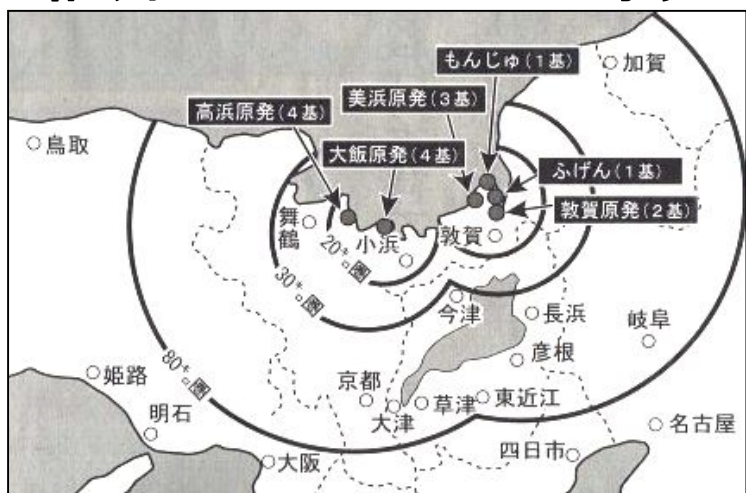 もんじゅ(1基)
加賀
美浜原発(3基)
高浜原発(4基)
鳥取
大飯原発(4基)
ふげん(1基)
敦賀原発(2基)
舞鶴
小浜
敦賀
20㌔圏
30㌔圏
80㌔圏
今津
長浜
岐阜
彦根
姫路
京都
大津
草津
東近江
明石
名古屋
大阪
四日市